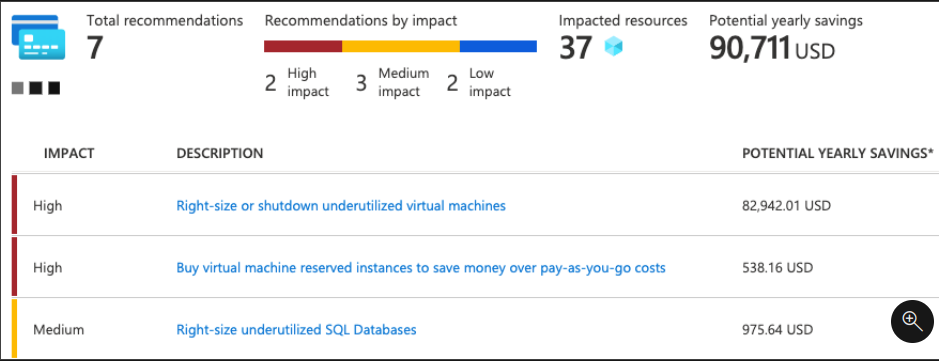 Total recommendations
7
Recommendations by impact
2 High impact
3 Medium impact
2 Low impact
Impacted resources
37
Potential yearly savings
90,711 USD
IMPACT DESCRIPTION POTENTIAL YEARLY SAVINGS*
High Right-size or shutdown underutilized virtual machines 82,942.01 USD
High Buy virtual machine reserved instances to save money over pay-as-you-go costs 538.16 USD
Medium Right-size underutilized SQL Databases 975.64 USD